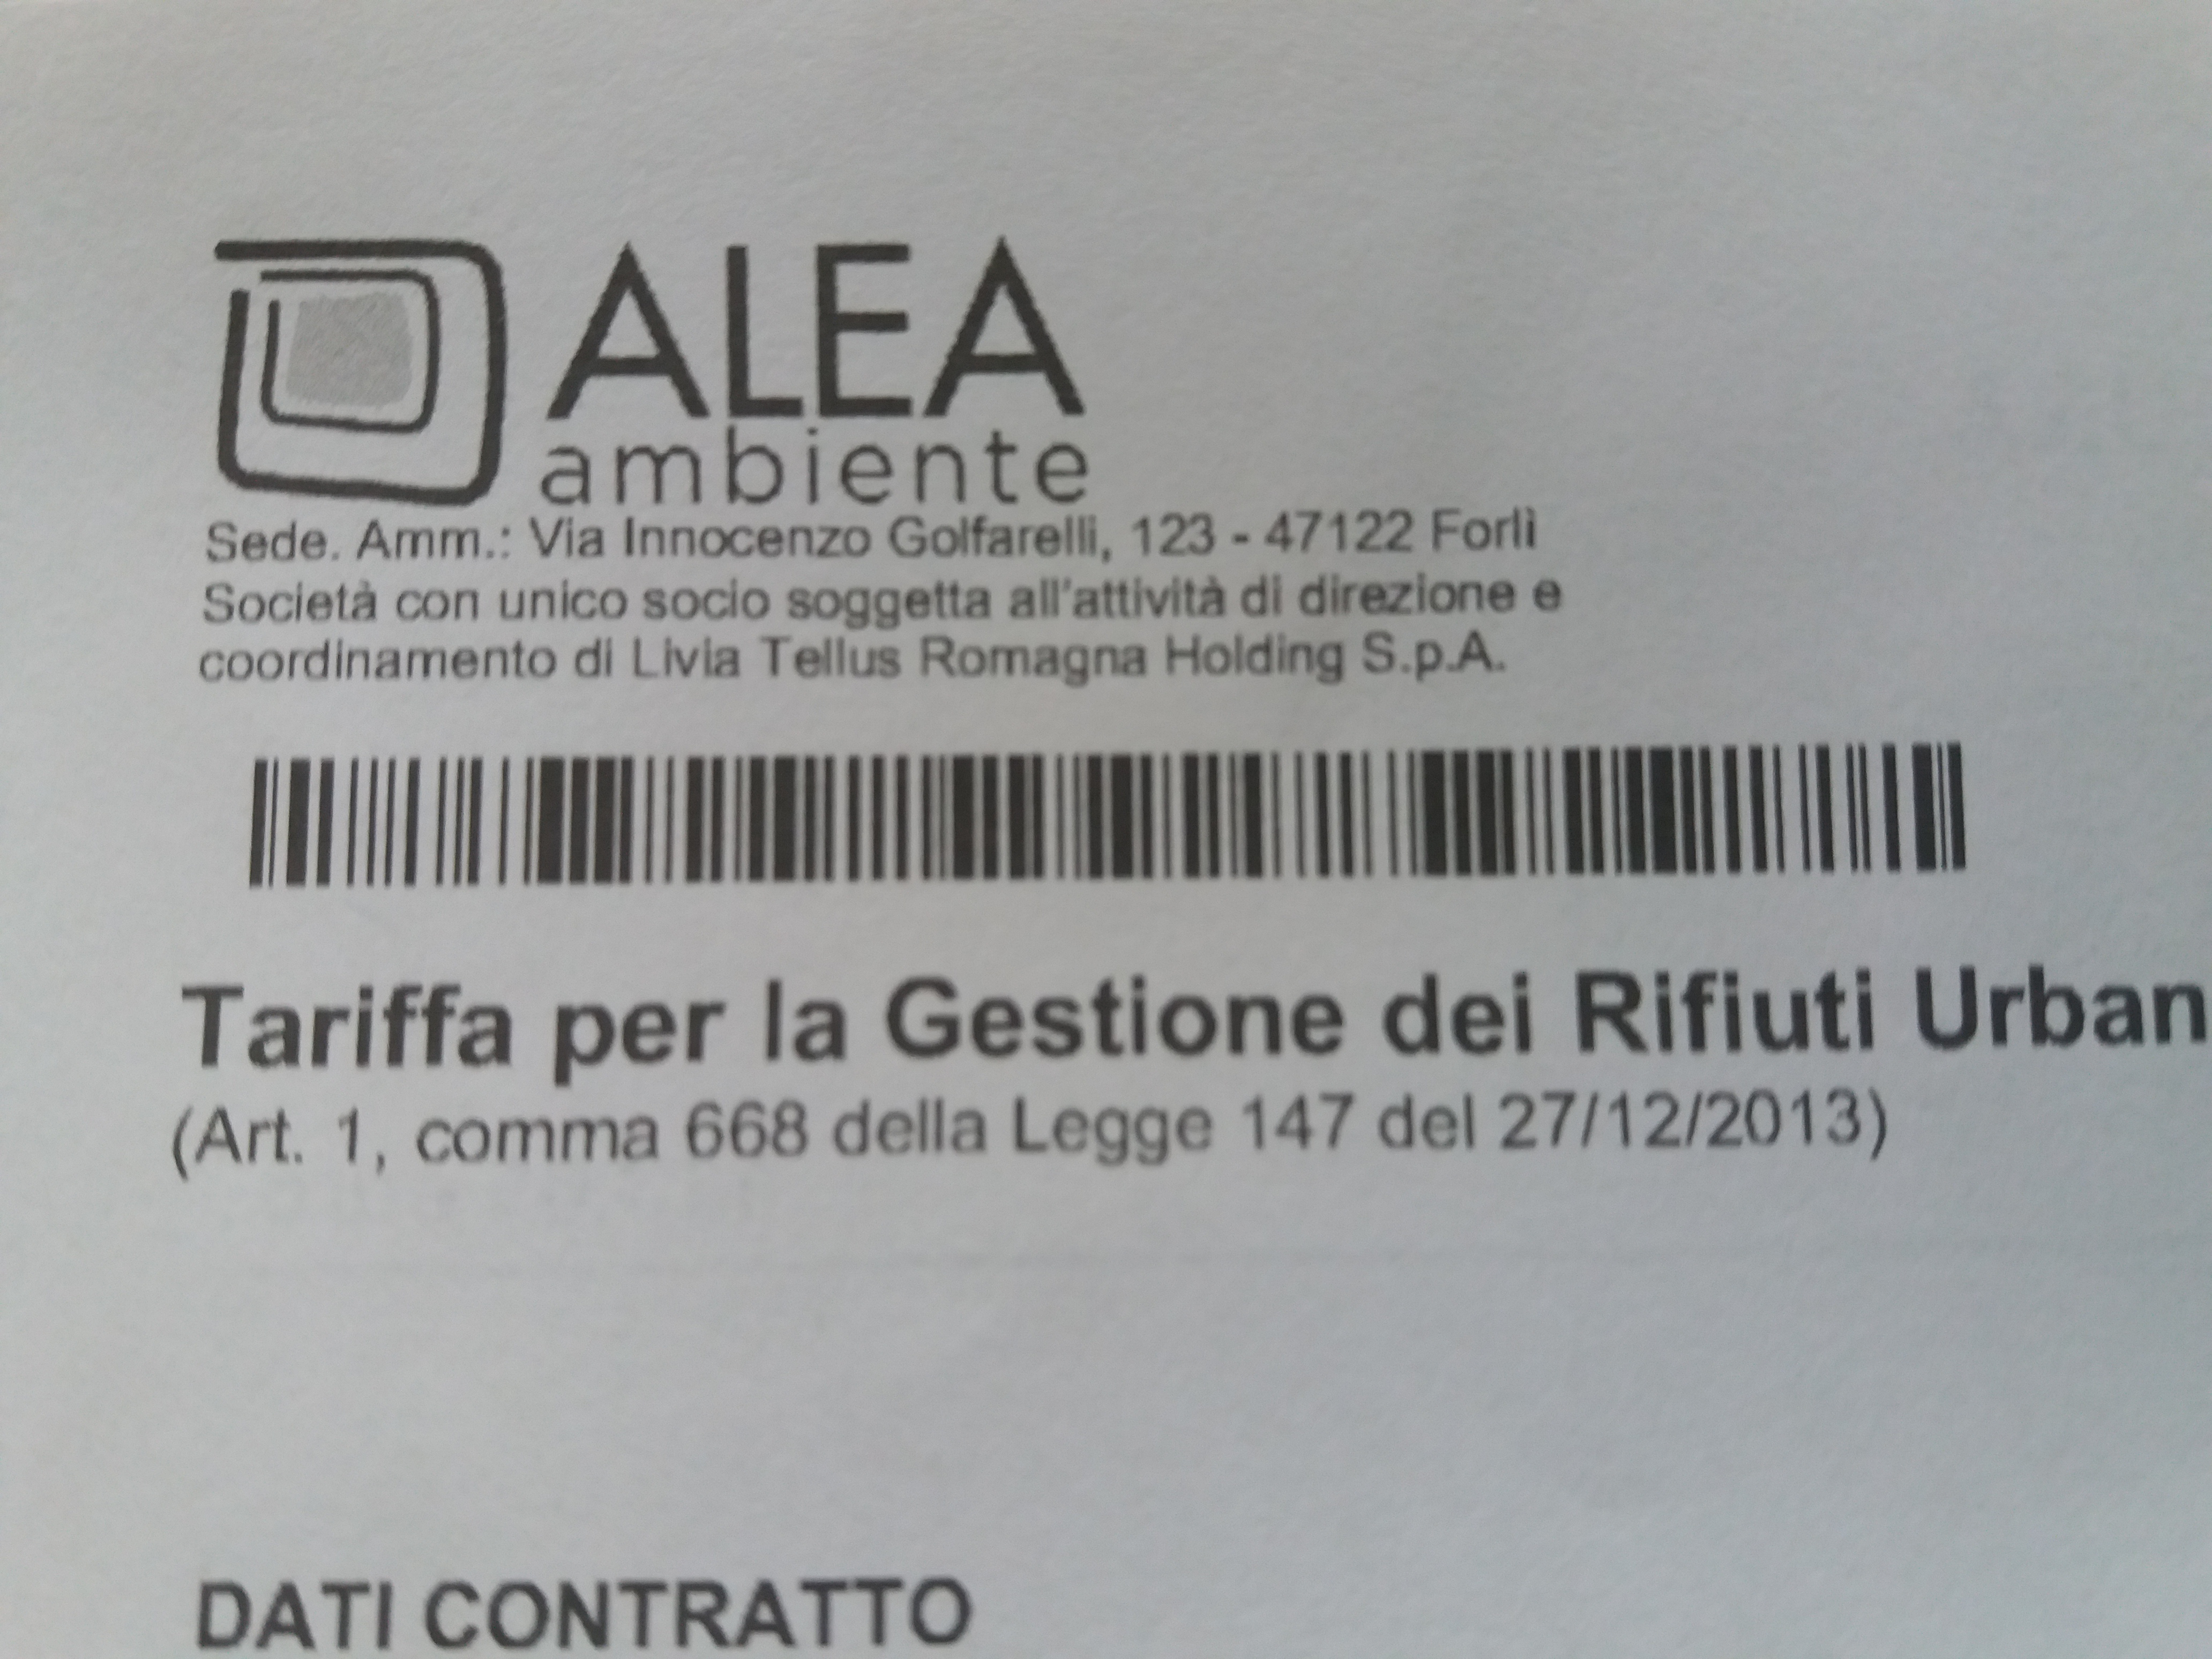 ALEA
ambiente
Sede. Amm.: Via Innocenzo Golfarelli, 123 - 47122 Forlì
Società con unico socio soggetta all'attività di direzione e
coordinamento di Livia Tellus Romagna Holding S.p.A.
Tariffa per la Gestione dei Rifiuti Urban
(Art. 1, comma 668 della Legge 147 del 27/12/2013)
DATI CONTRATTO